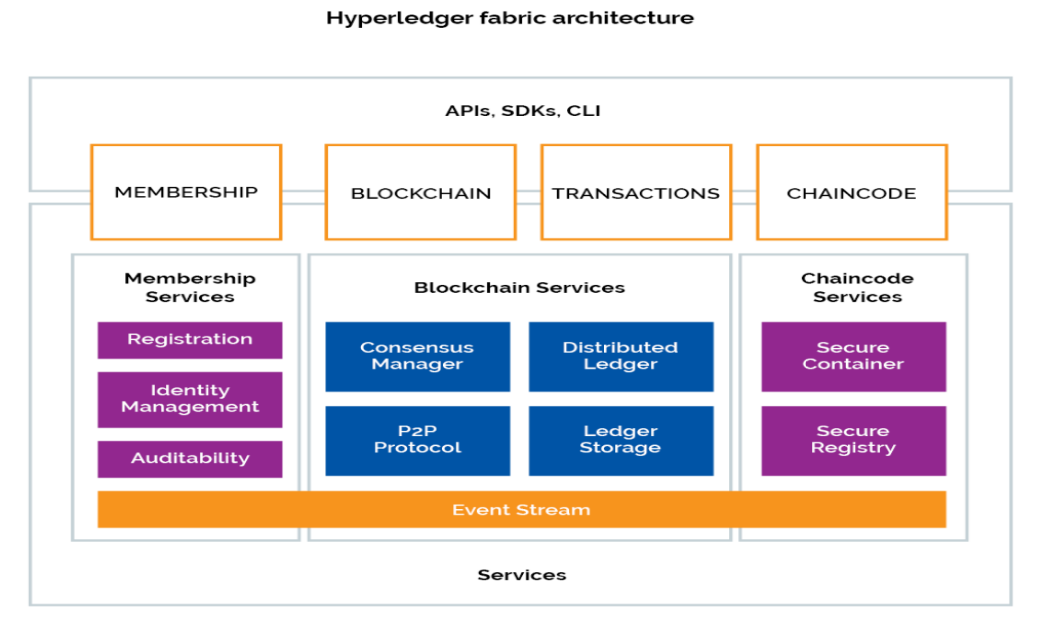 Hyperledger fabric architecture
APIs, SDKs, CLI
MEMBERSHIP
BLOCKCHAIN
TRANSACTIONS
CHAINCODE
Membership
Services
Registration
Identity
Management
Auditability
Blockchain Services
Consensus
Manager
Distributed
Ledger
P2P
Protocol
Ledger
Storage
Chaincode
Services
Secure
Container
Secure
Registry
Event Stream
Services